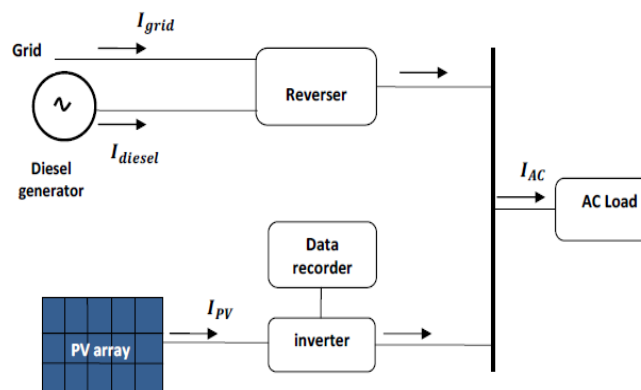 I_grid
Grid
Reverser
I_diesel
Diesel
generator
I_AC
AC Load
Data
recorder
I_PV
PV array
inverter